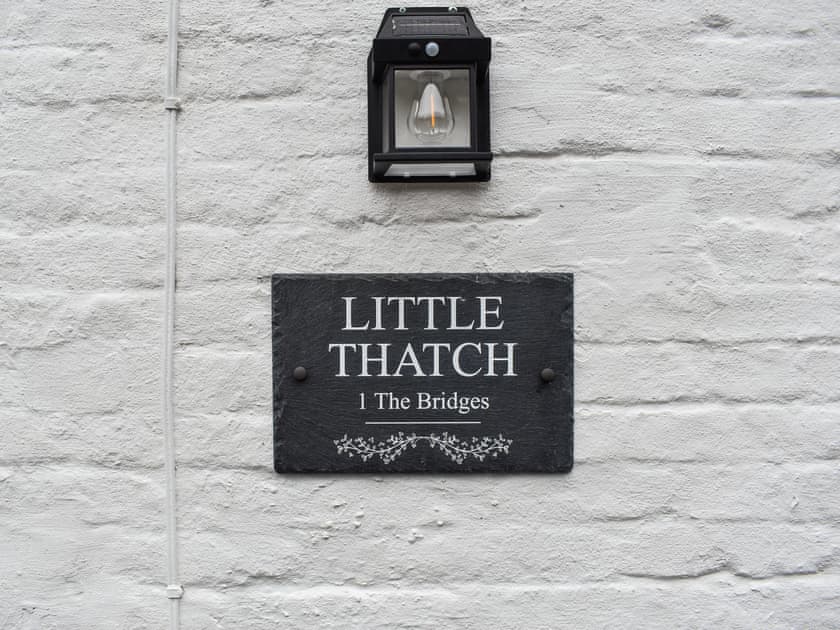 LITTLE
THATCH
1 The Bridges